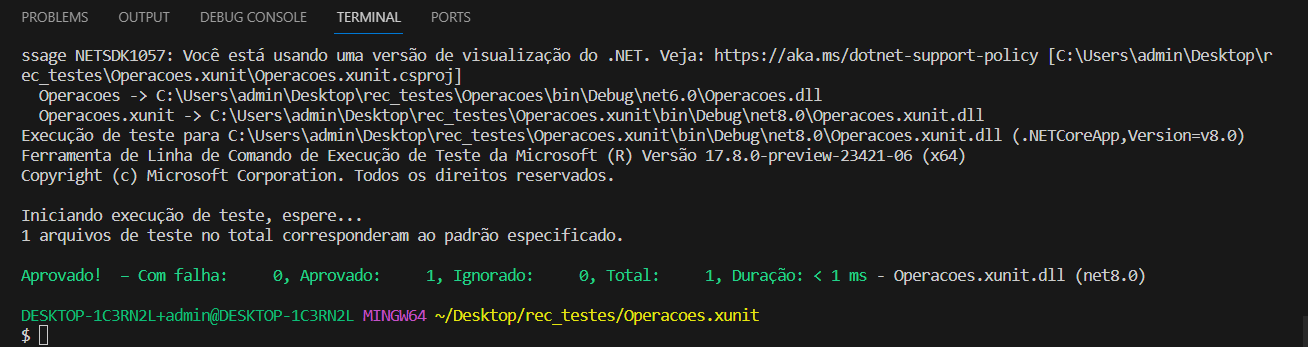 PROBLEMS OUTPUT DEBUG CONSOLE TERMINAL PORTS
ssage NETSDK1057: Você está usando uma versão de visualização do .NET. Veja: https://aka.ms/dotnet-support-policy [C:\Users\admin\Desktop\r
ec_testes\Operacoes.xunit\Operacoes.xunit.csproj]
  Operacoes -> C:\Users\admin\Desktop\rec_testes\Operacoes\bin\Debug\net6.0\Operacoes.dll
  Operacoes.xunit -> C:\Users\admin\Desktop\rec_testes\Operacoes.xunit\bin\Debug\net8.0\Operacoes.xunit.dll
Execução de teste para C:\Users\admin\Desktop\rec_testes\Operacoes.xunit\bin\Debug\net8.0\Operacoes.xunit.dll (.NETCoreApp,Version=v8.0)
Ferramenta de Linha de Comando de Execução de Teste da Microsoft (R) Versão 17.8.0-preview-23421-06 (x64)
Copyright (c) Microsoft Corporation. Todos os direitos reservados.
Iniciando execução de teste, espere...
1 arquivos de teste no total corresponderam ao padrão especificado.
Aprovado!  – Com falha:     0, Aprovado:     1, Ignorado:     0, Total:     1, Duração: < 1 ms - Operacoes.xunit.dll (net8.0)
DESKTOP-1C3RN2L+admin@DESKTOP-1C3RN2L MINGW64 ~/Desktop/rec_testes/Operacoes.xunit
$